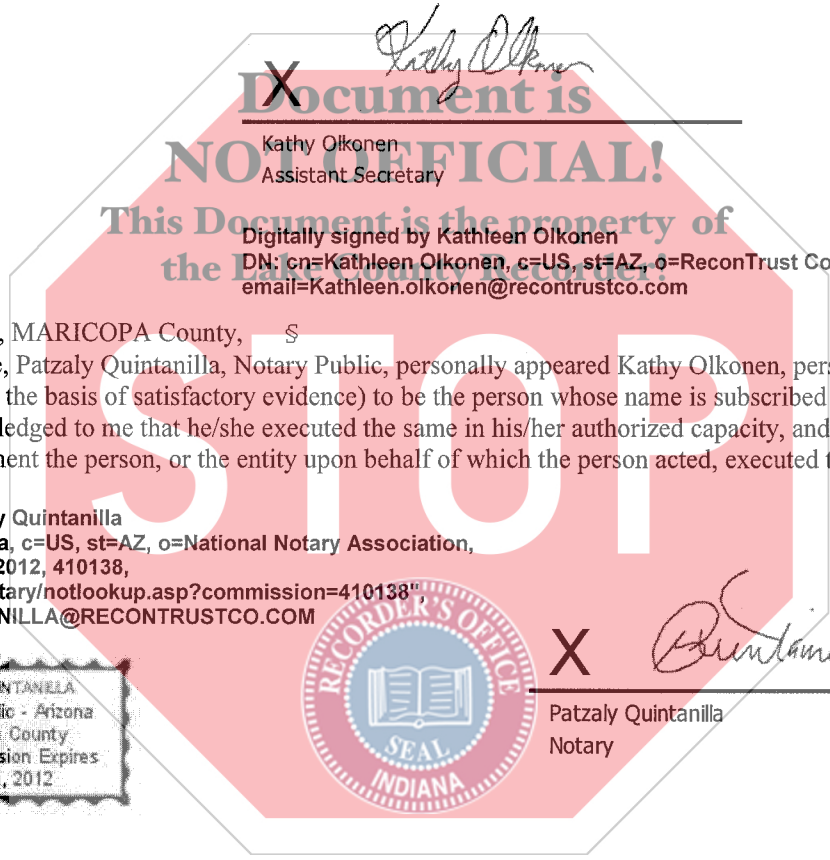 Kathy Olkonen
X
Document is
NOT OFFICIAL!
This Document is the property of
the Lake County Recorder!
Kathy Olkonen
Assistant Secretary
Digitally signed by Kathleen Olkonen
DN: cn=Kathleen Olkonen, c=US, st=AZ, o=ReconTrust Co
email=Kathleen.olkonen@recontrustco.com
, MARICOPA County, §
e, Patzaly Quintanilla, Notary Public, personally appeared Kathy Olkonen, pers
the basis of satisfactory evidence) to be the person whose name is subscribed
ledged to me that he/she executed the same in his/her authorized capacity, and
nent the person, or the entity upon behalf of which the person acted, executed t
STOP
y Quintanilla
a, c=US, st=AZ, o=National Notary Association,
2012, 410138,
tary/notlookup.asp?commission=410138",
NILLA@RECONTRUSTCO.COM
RECORDER'S OFFICE
SEAL
INDIANA
X
Patzaly Quintanilla
Notary
NTANILLA
lic - Arizona
County
sion Expires
, 2012